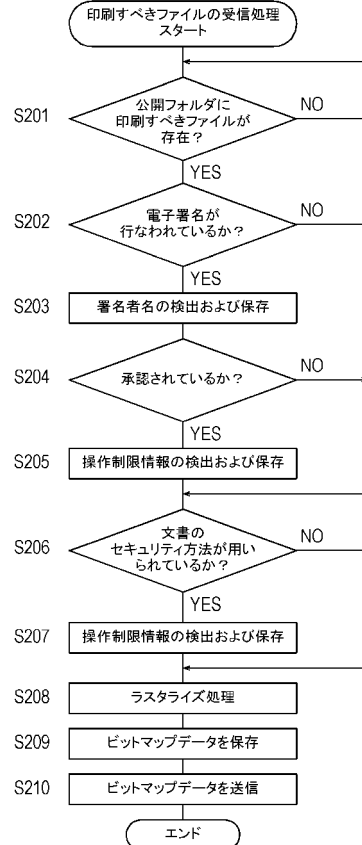 印刷すべきファイルの受信処理
スタート
S201
公開フォルダに
印刷すべきファイルが
存在?
NO
YES
S202
電子署名が
行なわれているか?
NO
YES
S203
署名者名の検出および保存
S204
承認されているか?
NO
YES
S205
操作制限情報の検出および保存
S206
文書の
セキュリティ方法が用い
られているか?
NO
YES
S207
操作制限情報の検出および保存
S208
ラスタライズ処理
S209
ビットマップデータを保存
S210
ビットマップデータを送信
エンド